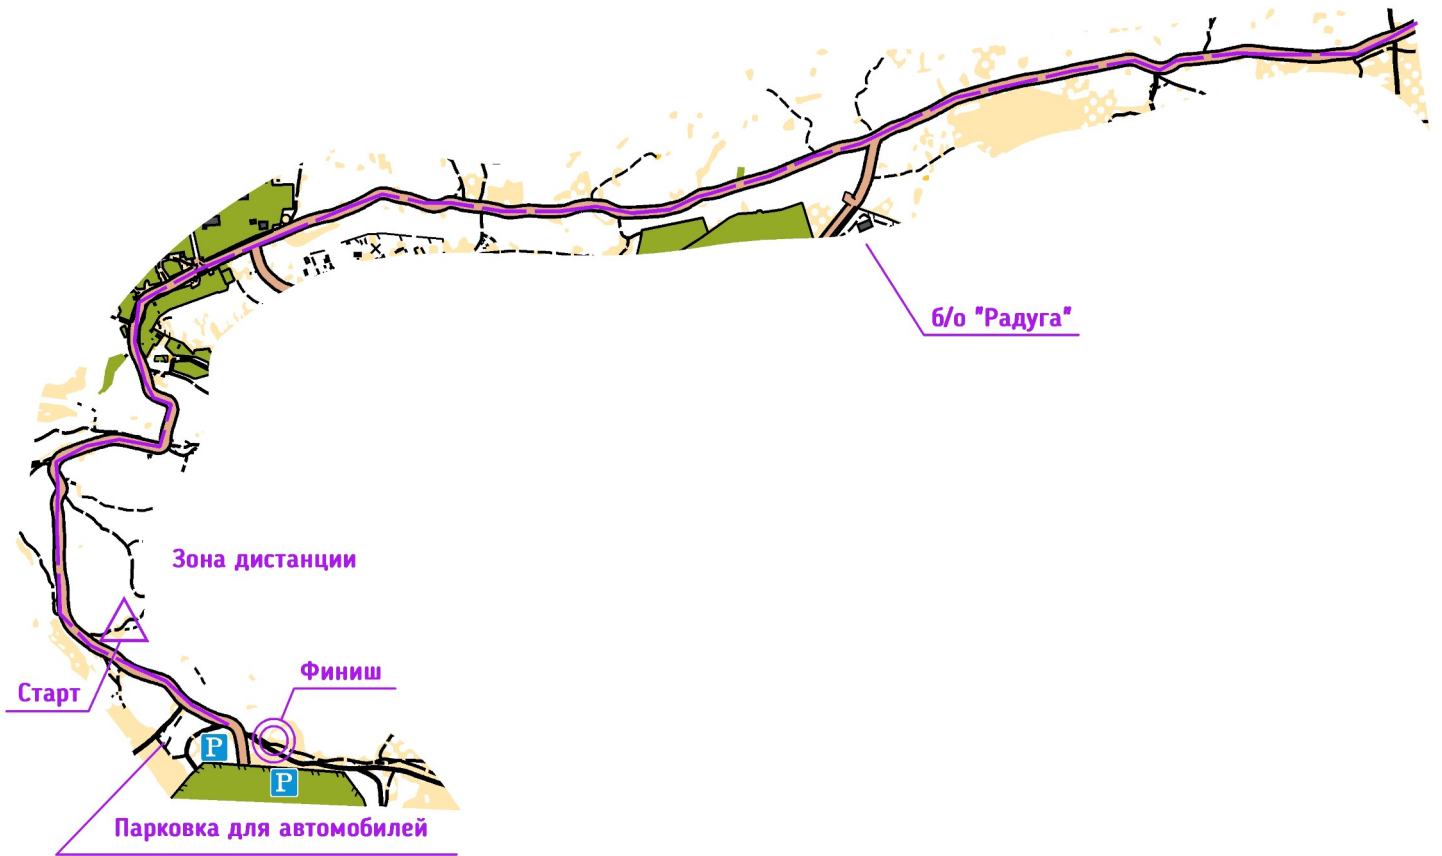 б/о "Радуга"
Зона дистанции
Финиш
Старт
P
P
Парковка для автомобилей